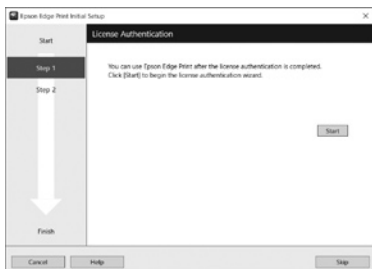 Epson Edge Print Initial Setup
Start
Step 1
Step 2
Finish
License Authentication
You can use Epson Edge Print after the license authentication is completed.
Click [Start] to begin the license authentication wizard.
Start
Cancel
Help
Skip